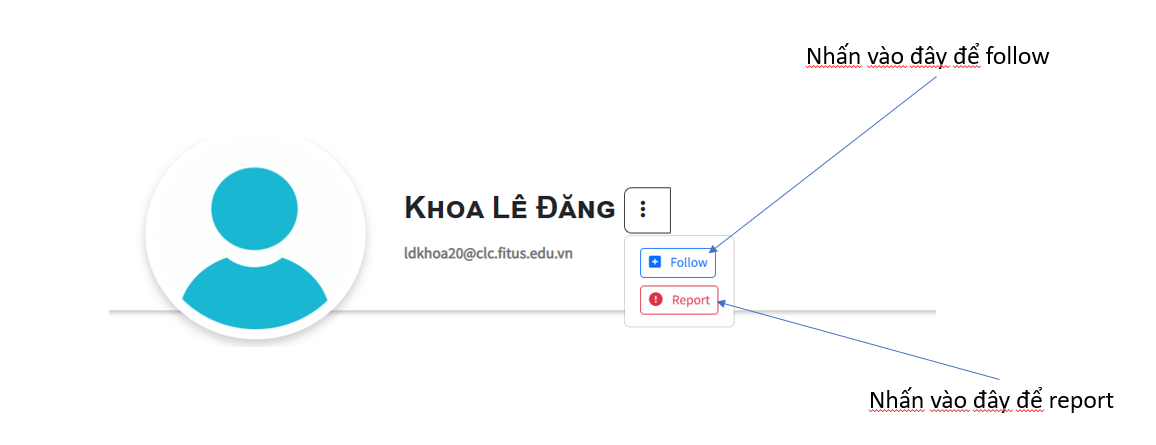 Nhấn vào đây để follow
Khoa Lê Đăng
ldkhoa20@clc.fitus.edu.vn
Follow
Report
Nhấn vào đây để report